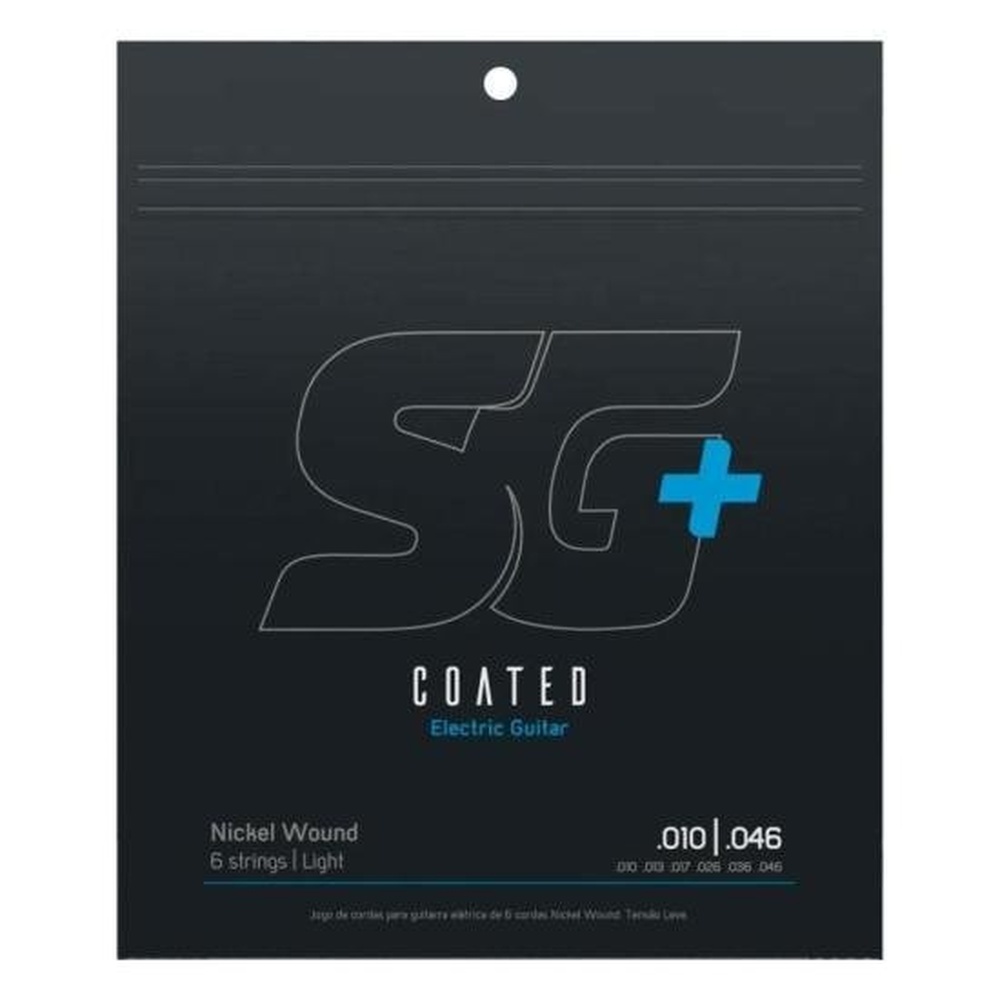 SG+
COATED
Electric Guitar
Nickel Wound
6 strings | Light
.010 | .046
.010 .013 .017 .026 .036 .046
Jogo de cordas para guitarra elétrica de 6 cordas Nickel Wound. Tensão Leve.